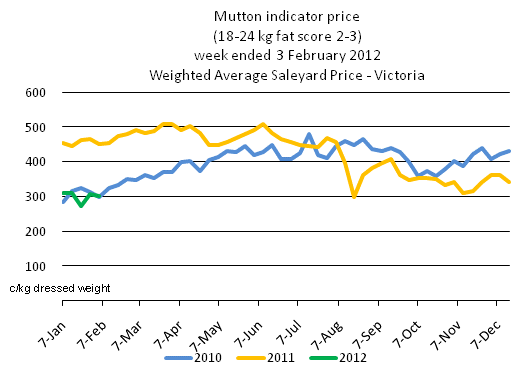 Mutton indicator price
(18-24 kg fat score 2-3)
week ended 3 February 2012
Weighted Average Saleyard Price - Victoria
600
500
400
300
200
100
c/kg dressed weight
7-Jan 7-Feb 7-Mar 7-Apr 7-May 7-Jun 7-Jul 7-Aug 7-Sep 7-Oct 7-Nov 7-Dec
2010 2011 2012